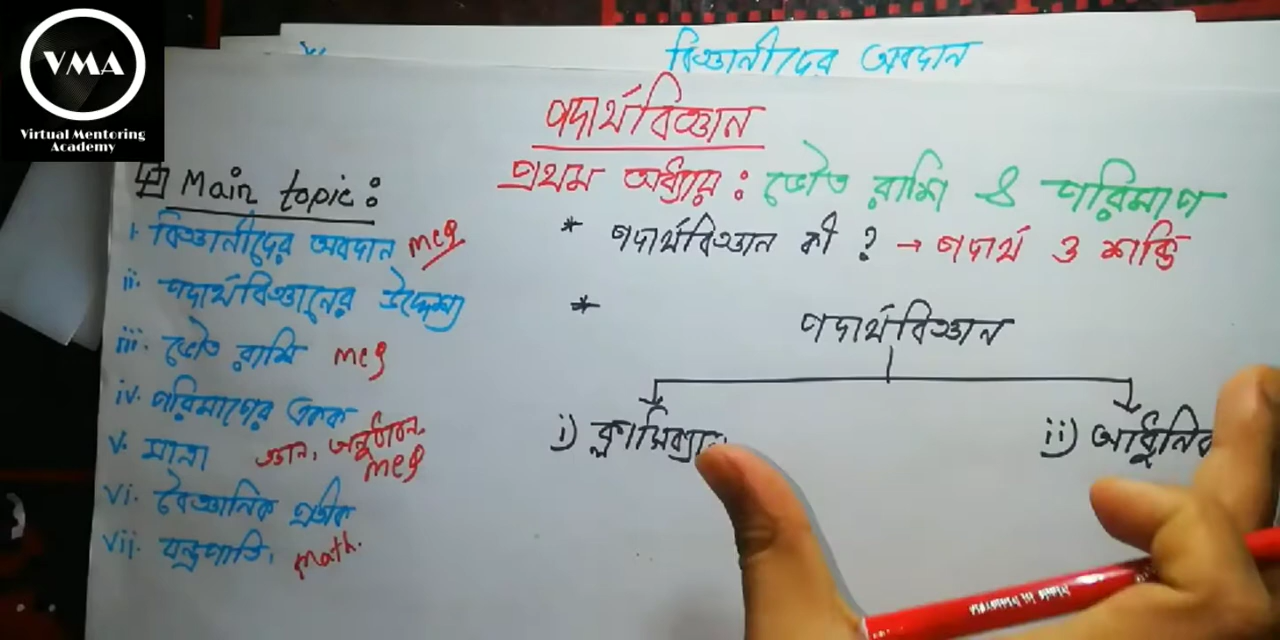 VMA
Virtual Mentoring
Academy
বিজ্ঞানীদের অবদান
পদার্থবিজ্ঞান
প্রথম অধ্যায় : ভৌত রাশি ও পরিমাপ
Main topic :
i. বিজ্ঞানীদের অবদান mcq
ii. পদার্থবিজ্ঞানের উদ্দেশ্য
iii. ভৌত রাশি mcq
iv. পরিমাপের একক
v. মাত্রা জ্ঞান, অনুধাবন, mcq
vi. বৈজ্ঞানিক প্রতীক
vii. যন্ত্রপাতি, math.
* পদার্থবিজ্ঞান কী ? → পদার্থ ও শক্তি
* পদার্থবিজ্ঞান
i) ক্লাসিক্যা
ii) আধুনিক